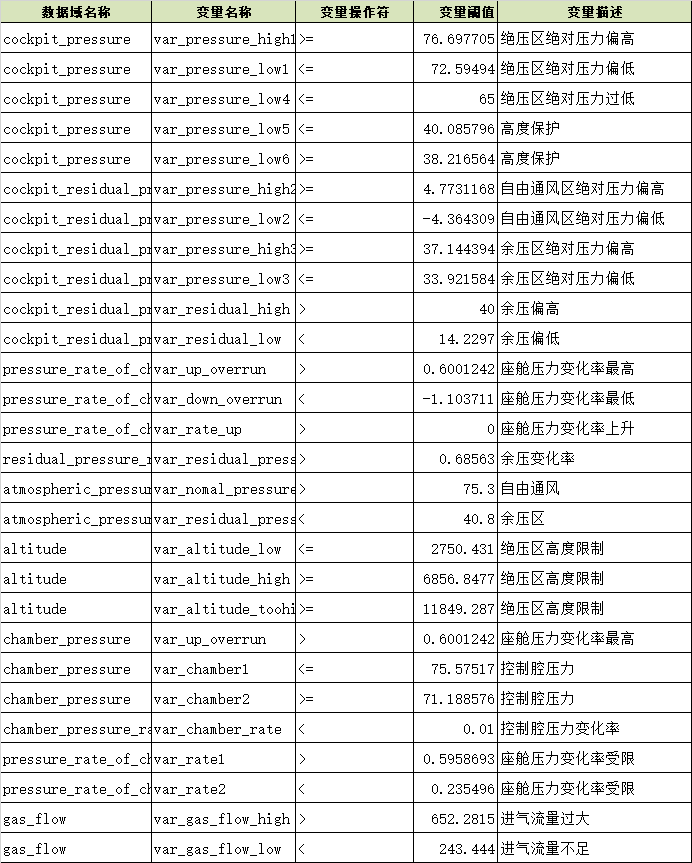 数据域名称 变量名称 变量操作符 变量阈值 变量描述
cockpit_pressure var_pressure_high1 >= 76.697705 绝压区绝对压力偏高
cockpit_pressure var_pressure_low1 <= 72.59494 绝压区绝对压力偏低
cockpit_pressure var_pressure_low4 <= 65 绝压区绝对压力过低
cockpit_pressure var_pressure_low5 <= 40.085796 高度保护
cockpit_pressure var_pressure_low6 >= 38.216564 高度保护
cockpit_residual_pr var_pressure_high2 >= 4.7731168 自由通风区绝对压力偏高
cockpit_residual_pr var_pressure_low2 <= -4.364309 自由通风区绝对压力偏低
cockpit_residual_pr var_pressure_high3 >= 37.144394 余压区绝对压力偏高
cockpit_residual_pr var_pressure_low3 <= 33.921584 余压区绝对压力偏低
cockpit_residual_pr var_residual_high > 40 余压偏高
cockpit_residual_pr var_residual_low < 14.2297 余压偏低
pressure_rate_of_ch var_up_overrun > 0.6001242 座舱压力变化率最高
pressure_rate_of_ch var_down_overrun < -1.103711 座舱压力变化率最低
pressure_rate_of_ch var_rate_up > 0 座舱压力变化率上升
residual_pressure_r var_residual_press > 0.68563 余压变化率
atmospheric_pressur var_nomal_pressure > 75.3 自由通风
atmospheric_pressur var_residual_press < 40.8 余压区
altitude var_altitude_low <= 2750.431 绝压区高度限制
altitude var_altitude_high >= 6856.8477 绝压区高度限制
altitude var_altitude_toohi >= 11849.287 绝压区高度限制
chamber_pressure var_up_overrun > 0.6001242 座舱压力变化率最高
chamber_pressure var_chamber1 <= 75.57517 控制腔压力
chamber_pressure var_chamber2 >= 71.188576 控制腔压力
chamber_pressure_ra var_chamber_rate < 0.01 控制腔压力变化率
pressure_rate_of_ch var_rate1 > 0.5958693 座舱压力变化率受限
pressure_rate_of_ch var_rate2 < 0.235496 座舱压力变化率受限
gas_flow var_gas_flow_high > 652.2815 进气流量过大
gas_flow var_gas_flow_low < 243.444 进气流量不足